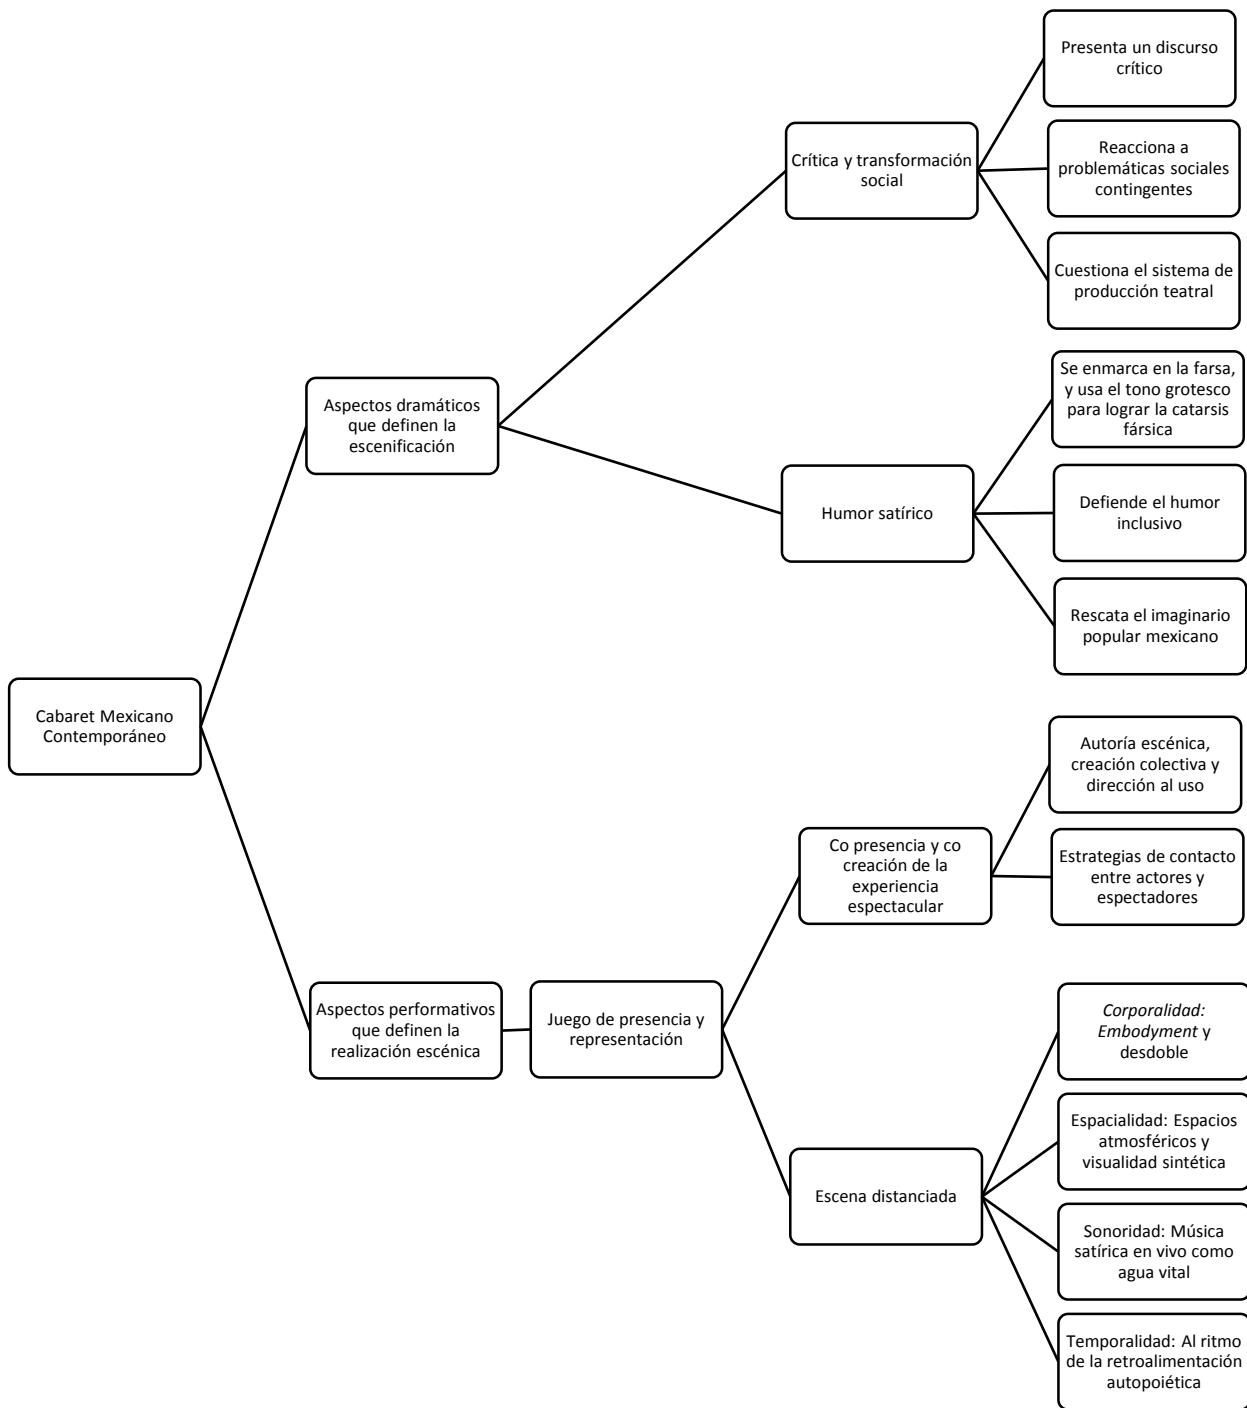 Presenta un discurso
crítico
Crítica y transformación
social
Reacciona a
problemáticas sociales
contingentes
Cuestiona el sistema de
producción teatral
Aspectos dramáticos
que definen la
escenificación
Se enmarca en la farsa,
y usa el tono grotesco
para lograr la catarsis
fársica
Humor satírico
Defiende el humor
inclusivo
Rescata el imaginario
popular mexicano
Cabaret Mexicano
Contemporáneo
Autoría escénica,
creación colectiva y
dirección al uso
Co presencia y co
creación de la
experiencia
espectacular
Estrategias de contacto
entre actores y
espectadores
Aspectos performativos
que definen la
realización escénica
Juego de presencia y
representación
Corporalidad:
Embodyment y
desdoble
Espacialidad: Espacios
atmosféricos y
visualidad sintética
Escena distanciada
Sonoridad: Música
satírica en vivo como
agua vital
Temporalidad: Al ritmo
de la retroalimentación
autopoiética